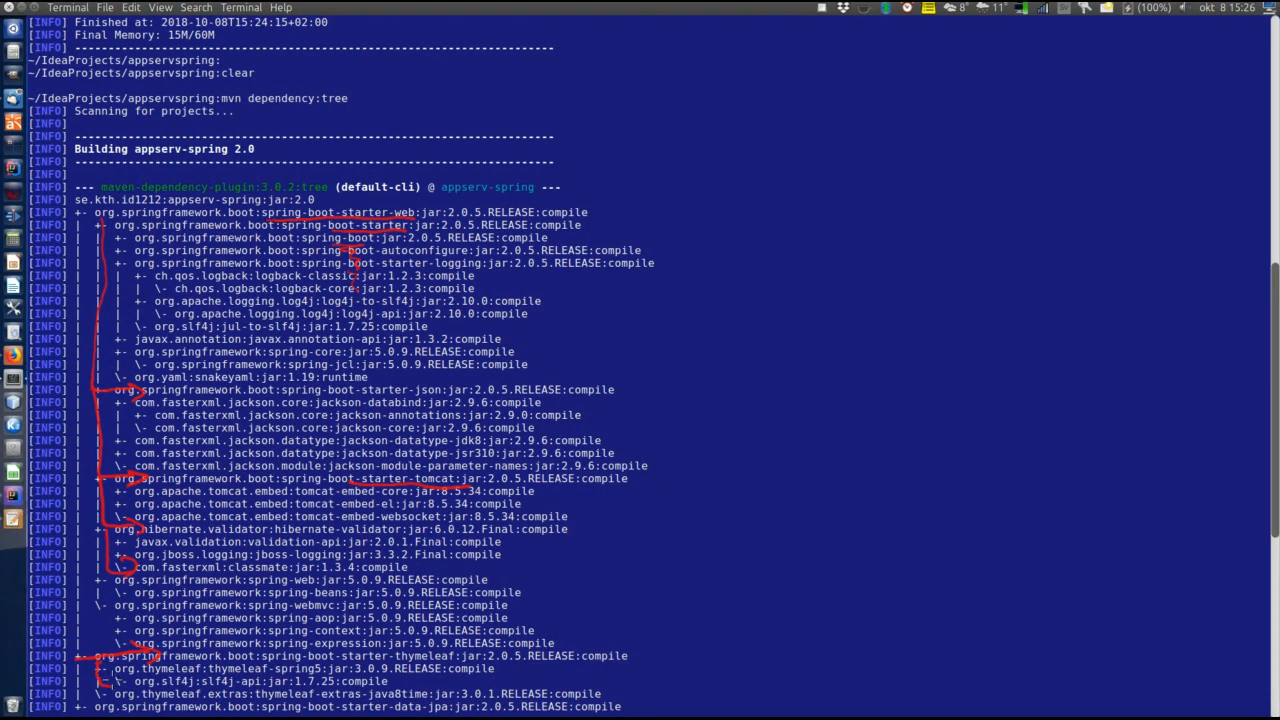 Terminal File Edit View Search Terminal Help 8° 11° SV (100%) okt 8 15:26
[INFO] Finished at: 2018-10-08T15:24:15+02:00
[INFO] Final Memory: 15M/60M
[INFO] ------------------------------------------------------------------------
~/IdeaProjects/appservspring:
~/IdeaProjects/appservspring:clear
~/IdeaProjects/appservspring:mvn dependency:tree
[INFO] Scanning for projects...
[INFO]
[INFO] ------------------------------------------------------------------------
[INFO] Building appserv-spring 2.0
[INFO] ------------------------------------------------------------------------
[INFO]
[INFO] --- maven-dependency-plugin:3.0.2:tree (default-cli) @ appserv-spring ---
[INFO] se.kth.id1212:appserv-spring:jar:2.0
[INFO] +- org.springframework.boot:spring-boot-starter-web:jar:2.0.5.RELEASE:compile
[INFO] |  +- org.springframework.boot:spring-boot-starter:jar:2.0.5.RELEASE:compile
[INFO] |  |  +- org.springframework.boot:spring-boot:jar:2.0.5.RELEASE:compile
[INFO] |  |  +- org.springframework.boot:spring-boot-autoconfigure:jar:2.0.5.RELEASE:compile
[INFO] |  |  +- org.springframework.boot:spring-boot-starter-logging:jar:2.0.5.RELEASE:compile
[INFO] |  |  |  +- ch.qos.logback:logback-classic:jar:1.2.3:compile
[INFO] |  |  |  |  \- ch.qos.logback:logback-core:jar:1.2.3:compile
[INFO] |  |  |  +- org.apache.logging.log4j:log4j-to-slf4j:jar:2.10.0:compile
[INFO] |  |  |  |  \- org.apache.logging.log4j:log4j-api:jar:2.10.0:compile
[INFO] |  |  |  \- org.slf4j:jul-to-slf4j:jar:1.7.25:compile
[INFO] |  |  +- javax.annotation:javax.annotation-api:jar:1.3.2:compile
[INFO] |  |  +- org.springframework:spring-core:jar:5.0.9.RELEASE:compile
[INFO] |  |  |  \- org.springframework:spring-jcl:jar:5.0.9.RELEASE:compile
[INFO] |  |  \- org.yaml:snakeyaml:jar:1.19:runtime
[INFO] |  +- org.springframework.boot:spring-boot-starter-json:jar:2.0.5.RELEASE:compile
[INFO] |  |  +- com.fasterxml.jackson.core:jackson-databind:jar:2.9.6:compile
[INFO] |  |  |  +- com.fasterxml.jackson.core:jackson-annotations:jar:2.9.0:compile
[INFO] |  |  |  \- com.fasterxml.jackson.core:jackson-core:jar:2.9.6:compile
[INFO] |  |  +- com.fasterxml.jackson.datatype:jackson-datatype-jdk8:jar:2.9.6:compile
[INFO] |  |  +- com.fasterxml.jackson.datatype:jackson-datatype-jsr310:jar:2.9.6:compile
[INFO] |  |  \- com.fasterxml.jackson.module:jackson-module-parameter-names:jar:2.9.6:compile
[INFO] |  +- org.springframework.boot:spring-boot-starter-tomcat:jar:2.0.5.RELEASE:compile
[INFO] |  |  +- org.apache.tomcat.embed:tomcat-embed-core:jar:8.5.34:compile
[INFO] |  |  +- org.apache.tomcat.embed:tomcat-embed-el:jar:8.5.34:compile
[INFO] |  |  \- org.apache.tomcat.embed:tomcat-embed-websocket:jar:8.5.34:compile
[INFO] |  +- org.hibernate.validator:hibernate-validator:jar:6.0.12.Final:compile
[INFO] |  |  +- javax.validation:validation-api:jar:2.0.1.Final:compile
[INFO] |  |  +- org.jboss.logging:jboss-logging:jar:3.3.2.Final:compile
[INFO] |  |  \- com.fasterxml:classmate:jar:1.3.4:compile
[INFO] |  +- org.springframework:spring-web:jar:5.0.9.RELEASE:compile
[INFO] |  |  \- org.springframework:spring-beans:jar:5.0.9.RELEASE:compile
[INFO] |  \- org.springframework:spring-webmvc:jar:5.0.9.RELEASE:compile
[INFO] |     +- org.springframework:spring-aop:jar:5.0.9.RELEASE:compile
[INFO] |     +- org.springframework:spring-context:jar:5.0.9.RELEASE:compile
[INFO] |     \- org.springframework:spring-expression:jar:5.0.9.RELEASE:compile
[INFO] +- org.springframework.boot:spring-boot-starter-thymeleaf:jar:2.0.5.RELEASE:compile
[INFO] |  +- org.thymeleaf:thymeleaf-spring5:jar:3.0.9.RELEASE:compile
[INFO] |  |  \- org.slf4j:slf4j-api:jar:1.7.25:compile
[INFO] |  \- org.thymeleaf.extras:thymeleaf-extras-java8time:jar:3.0.1.RELEASE:compile
[INFO] +- org.springframework.boot:spring-boot-starter-data-jpa:jar:2.0.5.RELEASE:compile